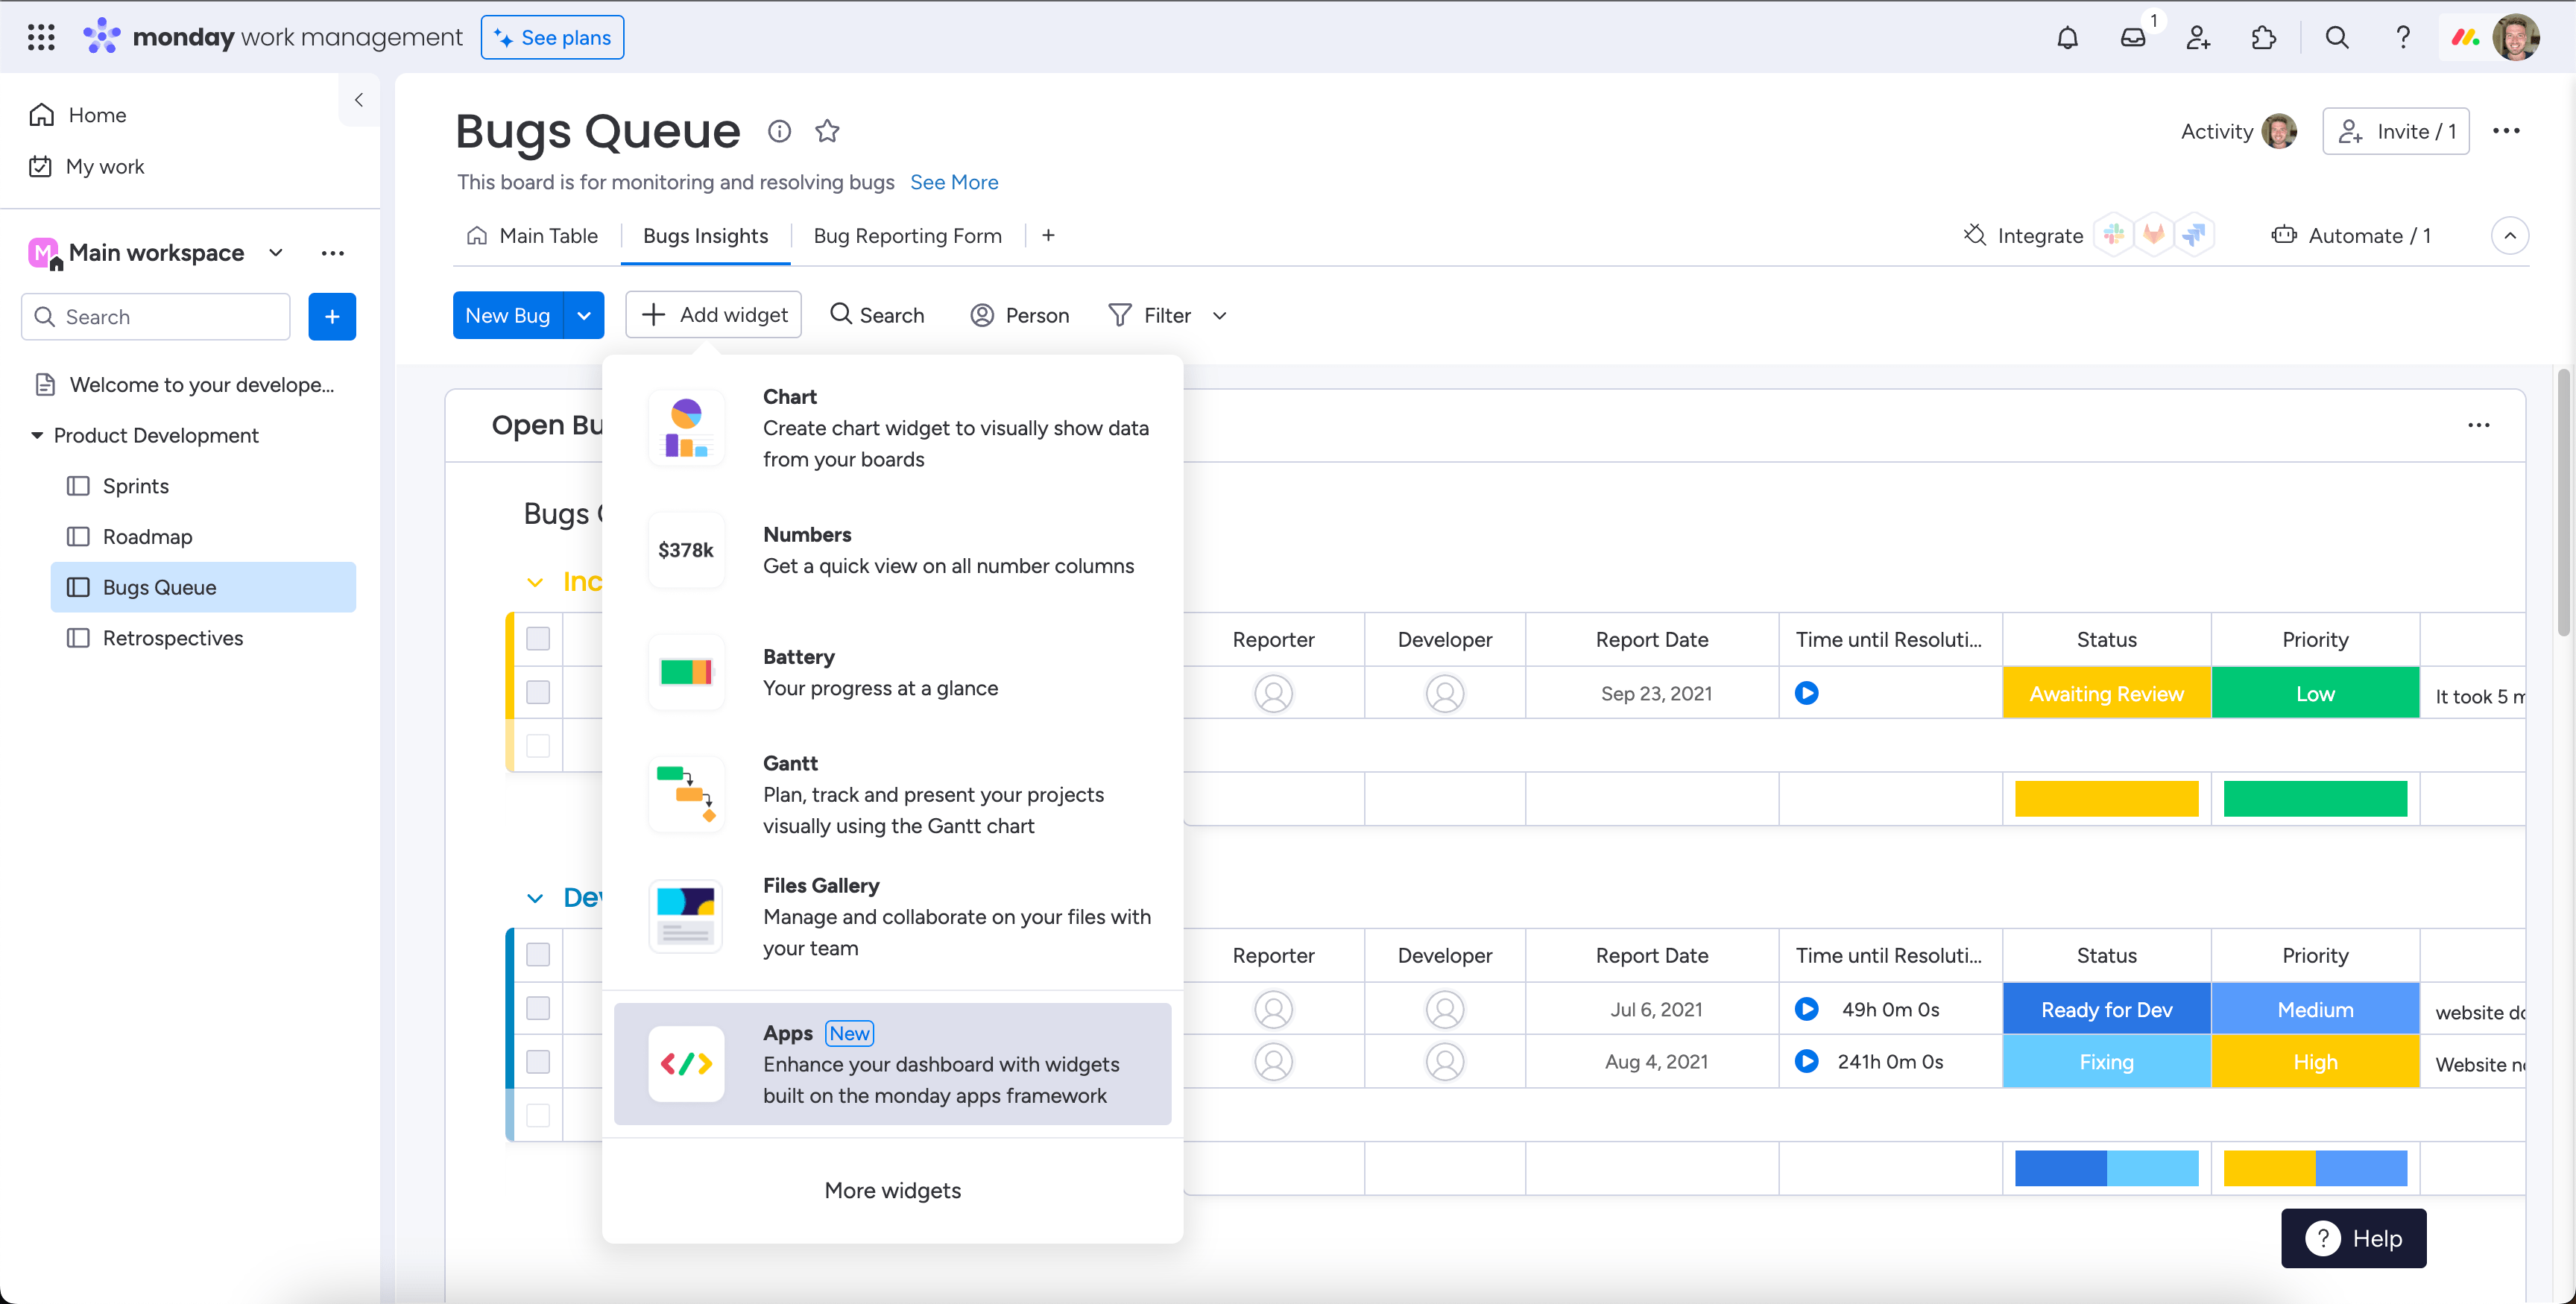 monday work management
See plans
1
Home
My work
M
Main workspace
Search
Welcome to your develope...
Product Development
Sprints
Roadmap
Bugs Queue
Retrospectives
Bugs Queue
This board is for monitoring and resolving bugs See More
Activity
Invite / 1
Main Table
Bugs Insights
Bug Reporting Form
+
Integrate
Automate / 1
New Bug
Add widget
Search
Person
Filter
Open Bu
Bugs
Chart
Create chart widget to visually show data
from your boards
$378k
Numbers
Get a quick view on all number columns
Battery
Your progress at a glance
Gantt
Plan, track and present your projects
visually using the Gantt chart
Files Gallery
Manage and collaborate on your files with
your team
Apps New
Enhance your dashboard with widgets
built on the monday apps framework
More widgets
Inc
Reporter Developer Report Date Time until Resoluti... Status Priority
Sep 23, 2021 Awaiting Review Low It took 5 m
Dev
Reporter Developer Report Date Time until Resoluti... Status Priority
Jul 6, 2021 49h 0m 0s Ready for Dev Medium website do
Aug 4, 2021 241h 0m 0s Fixing High Website no
? Help